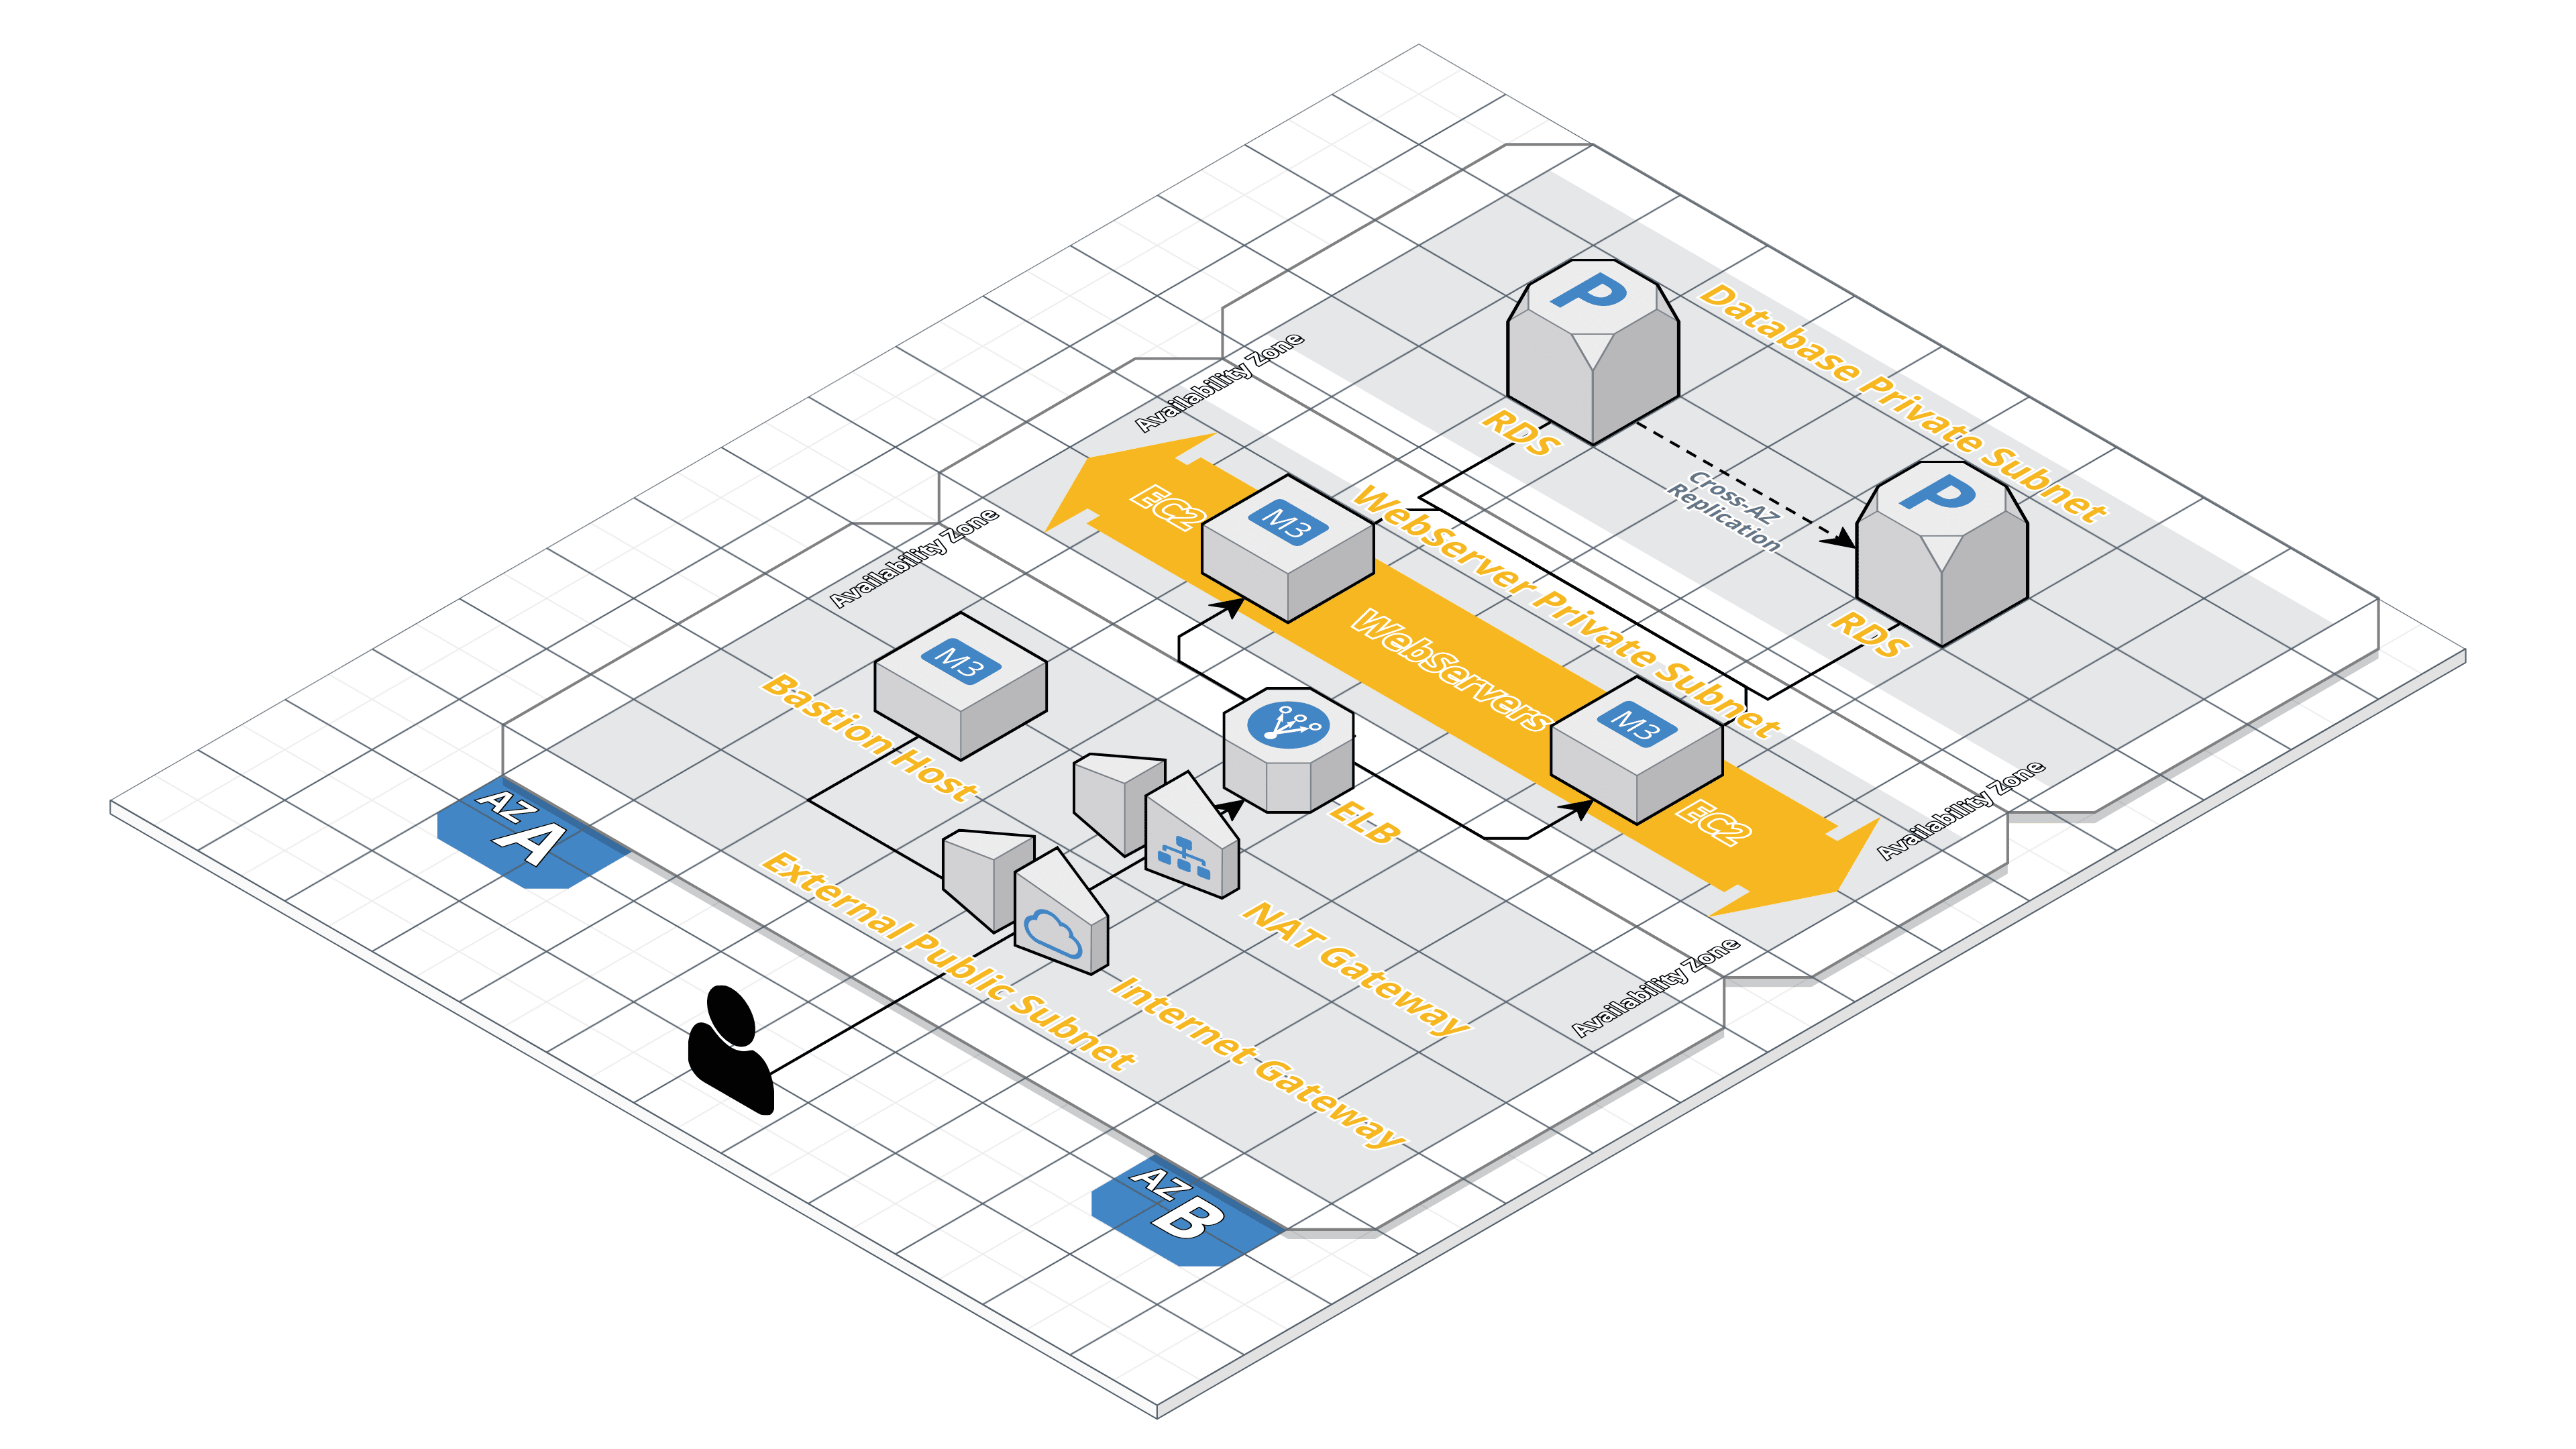 P
Database Private Subnet
RDS
P
Cross-AZ
Replication
RDS
Availability Zone
EC2
M3
WebServer Private Subnet
WebServers
M3
EC2
Availability Zone
Availability Zone
M3
Bastion Host
ELB
NAT Gateway
Internet Gateway
External Public Subnet
Availability Zone
AZ
A
AZ
B